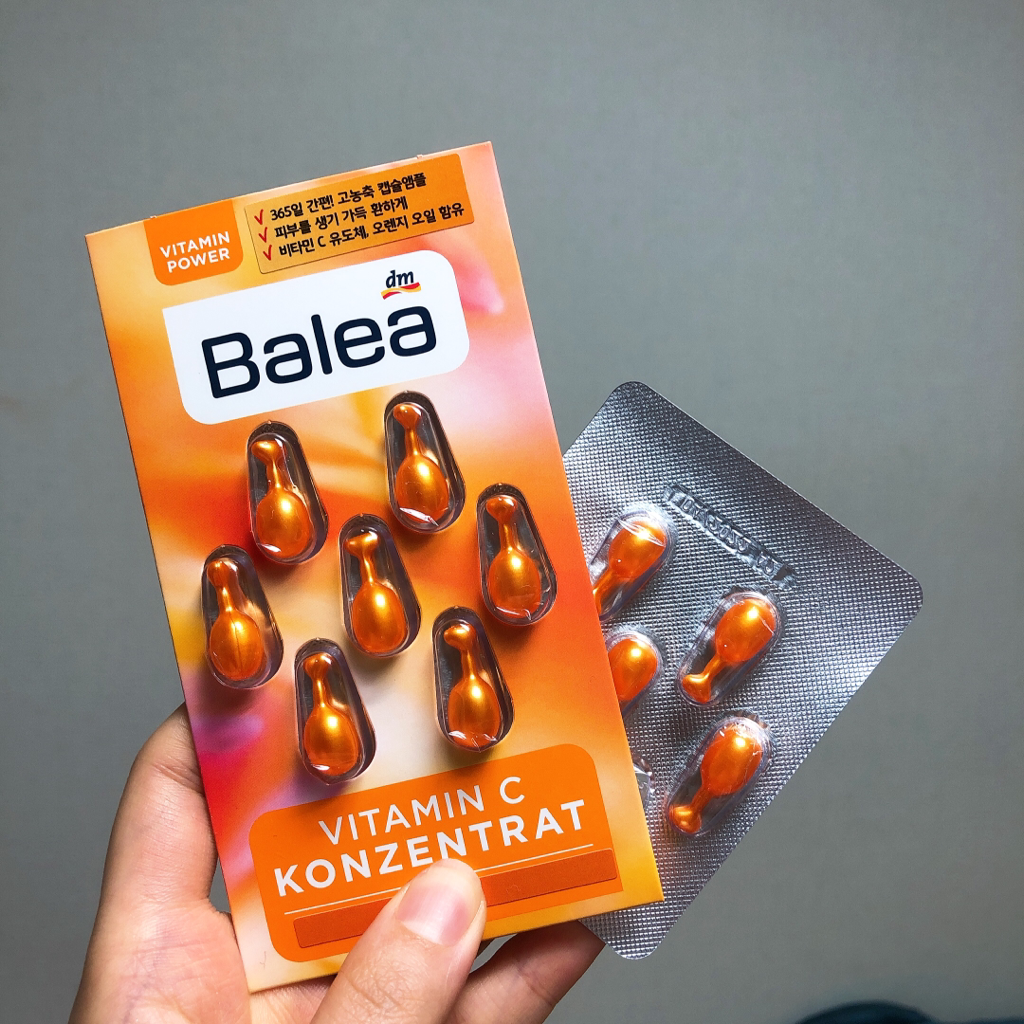 VITAMIN
POWER
√ 365일 간편! 고농축 캡슐앰플
√ 피부를 생기 가득 환하게
√ 비타민 C 유도체, 오렌지 오일 함유
dm
Balea
VITAMIN C
KONZENTRAT